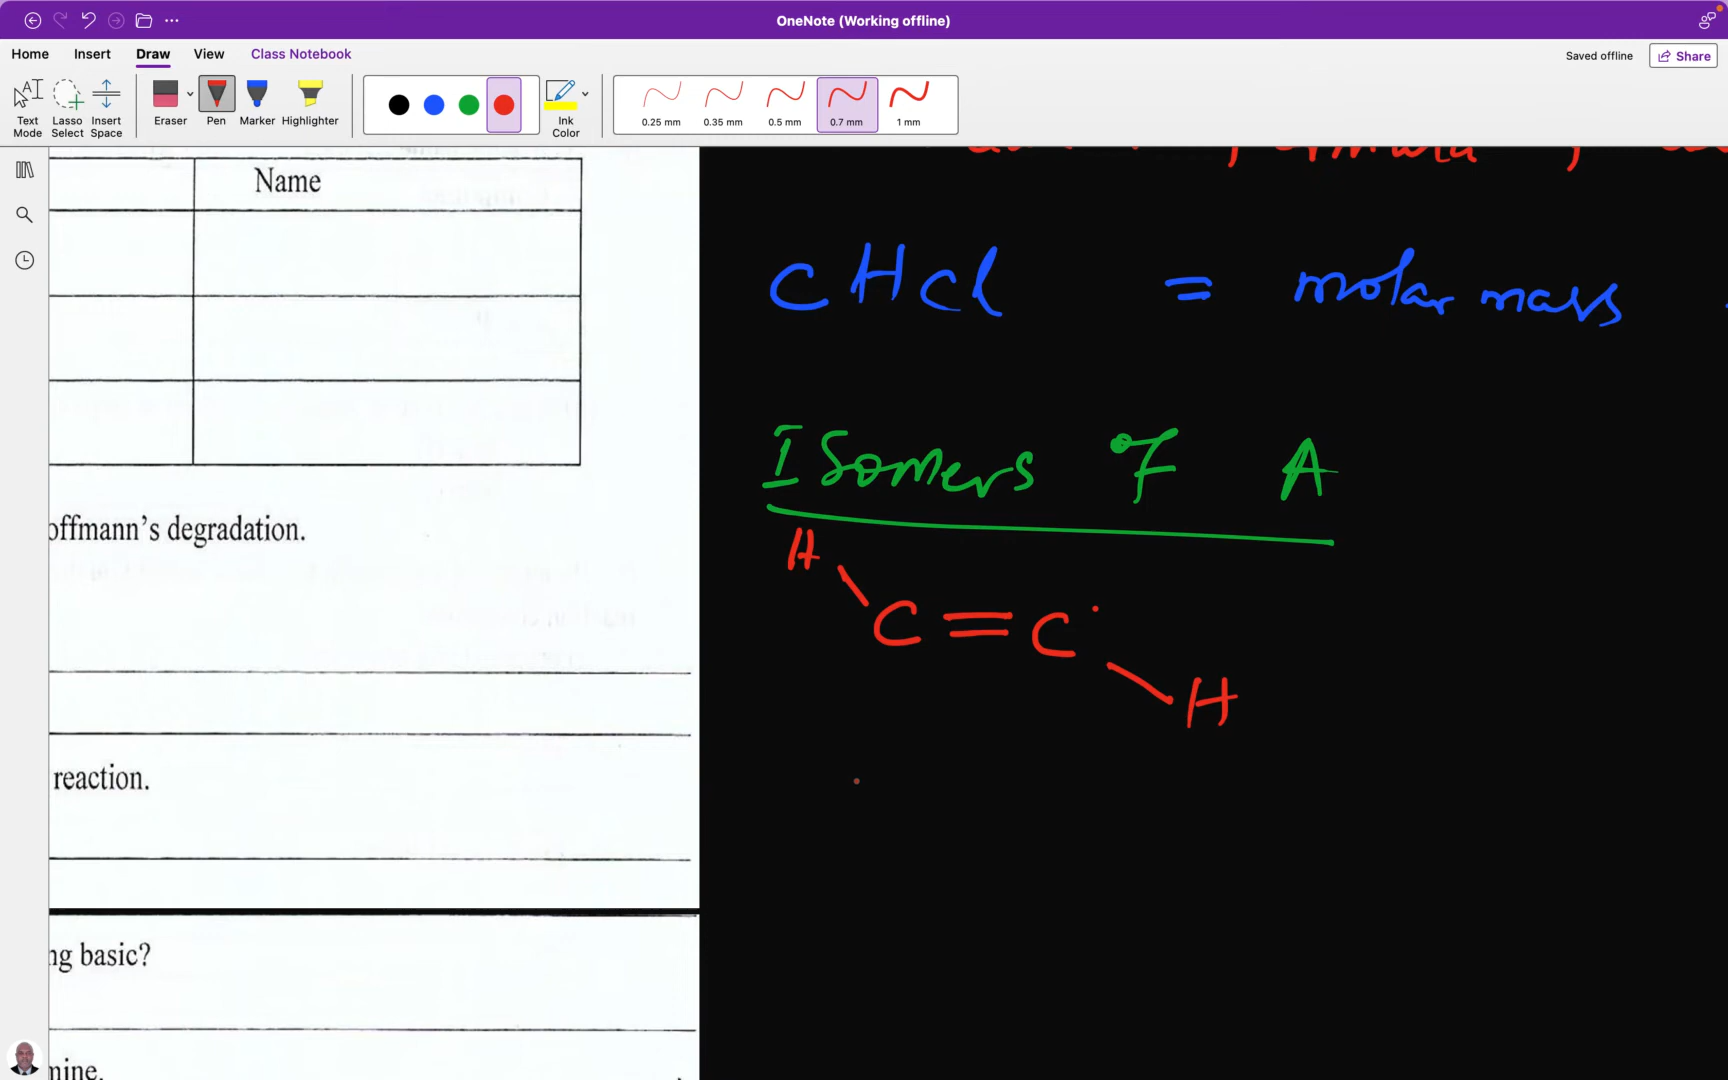 OneNote (Working offline)
Home Insert Draw View Class Notebook
Saved offline Share
Text Mode
Lasso Select
Insert Space
Eraser
Pen
Marker
Highlighter
Ink Color
0.25 mm
0.35 mm
0.5 mm
0.7 mm
1 mm
Name
offmann's degradation.
reaction.
ng basic?
mine.
formula,
CHCl = molar mass
Isomers of A
H
C = C
H